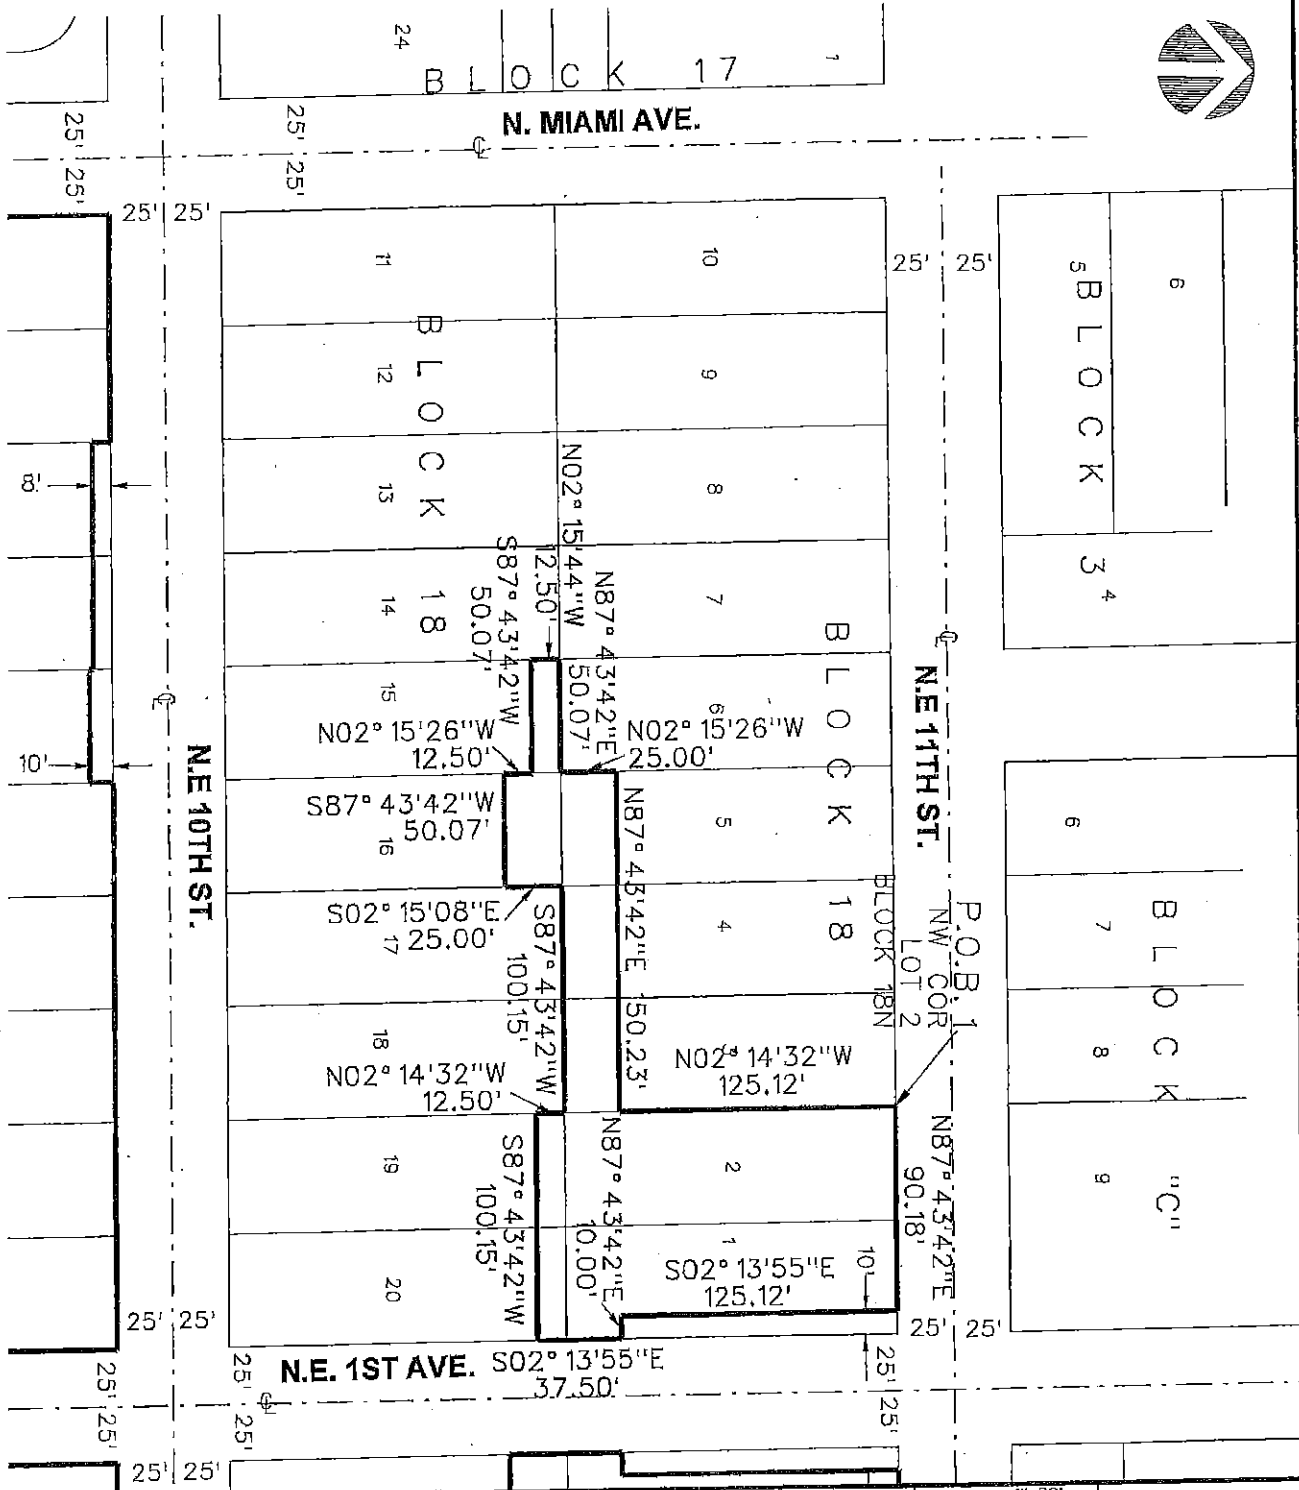 24
1
BLOCK 17
N. MIAMI AVE.
25'
25'
25'
25'
25' 25'
25' 25'
℄
11
10
5
6
BLOCK
BLOCK
12
9
13
8
8'
N02° 15'44"W
12.50'
S87° 43'42"W
50.07'
N87° 43'42"E
50.07'
14
18
7
3
4
BLOCK
℄
15
6
N02° 15'26"W
12.50'
N02° 15'26"W
25.00'
℄
10'
N.E 10TH ST.
N.E 11TH ST.
S87° 43'42"W
50.07'
16
5
6
N87° 43'42"E 150.23'
S02° 15'08"E
25.00'
17
4
18
P.O.B. 1
NW COR
LOT 2
BLOCK 18N
7
BLOCK
S87° 43'42"W
100.15'
18
3
8
N02° 14'32"W
12.50'
N02° 14'32"W
125.12'
N87° 43'42"E
90.18'
19
2
9
"C"
S87° 43'42"W
100.15'
N87° 43'42"E
10.00'
1
S02° 13'55"E
125.12'
10'
20
25' 25'
25' 25'
N.E. 1ST AVE.
S02° 13'55"E
37.50'
25'
25'
25'
25'
25'
25'
℄
25' 25'